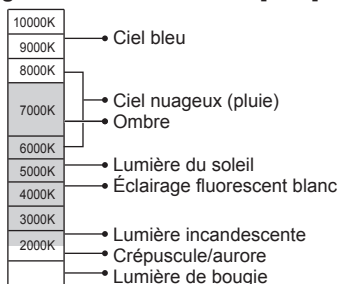 10000K
9000K
8000K
7000K
6000K
5000K
4000K
3000K
2000K
Ciel bleu
Ciel nuageux (pluie)
Ombre
Lumière du soleil
Éclairage fluorescent blanc
Lumière incandescente
Crépuscule/aurore
Lumière de bougie